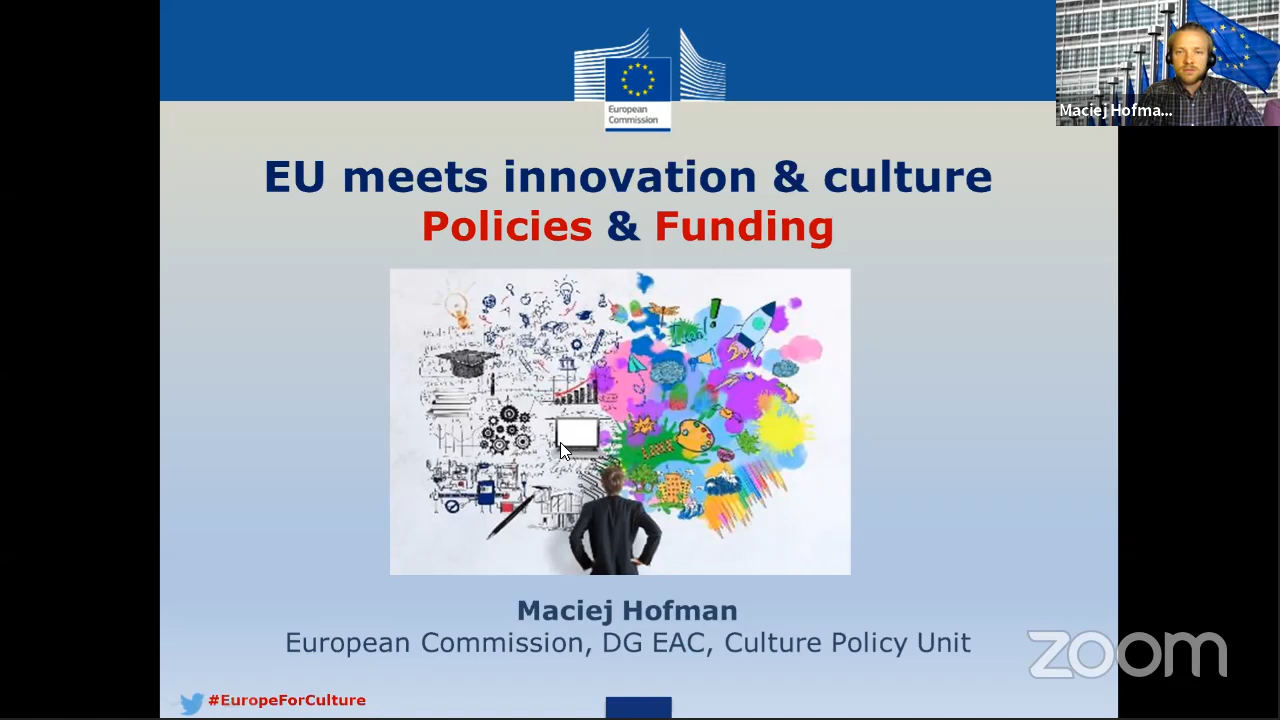 European
Commission
Maciej Hofma...
EU meets innovation & culture
Policies & Funding
Idea!
Maciej Hofman
European Commission, DG EAC, Culture Policy Unit
zoom
#EuropeForCulture